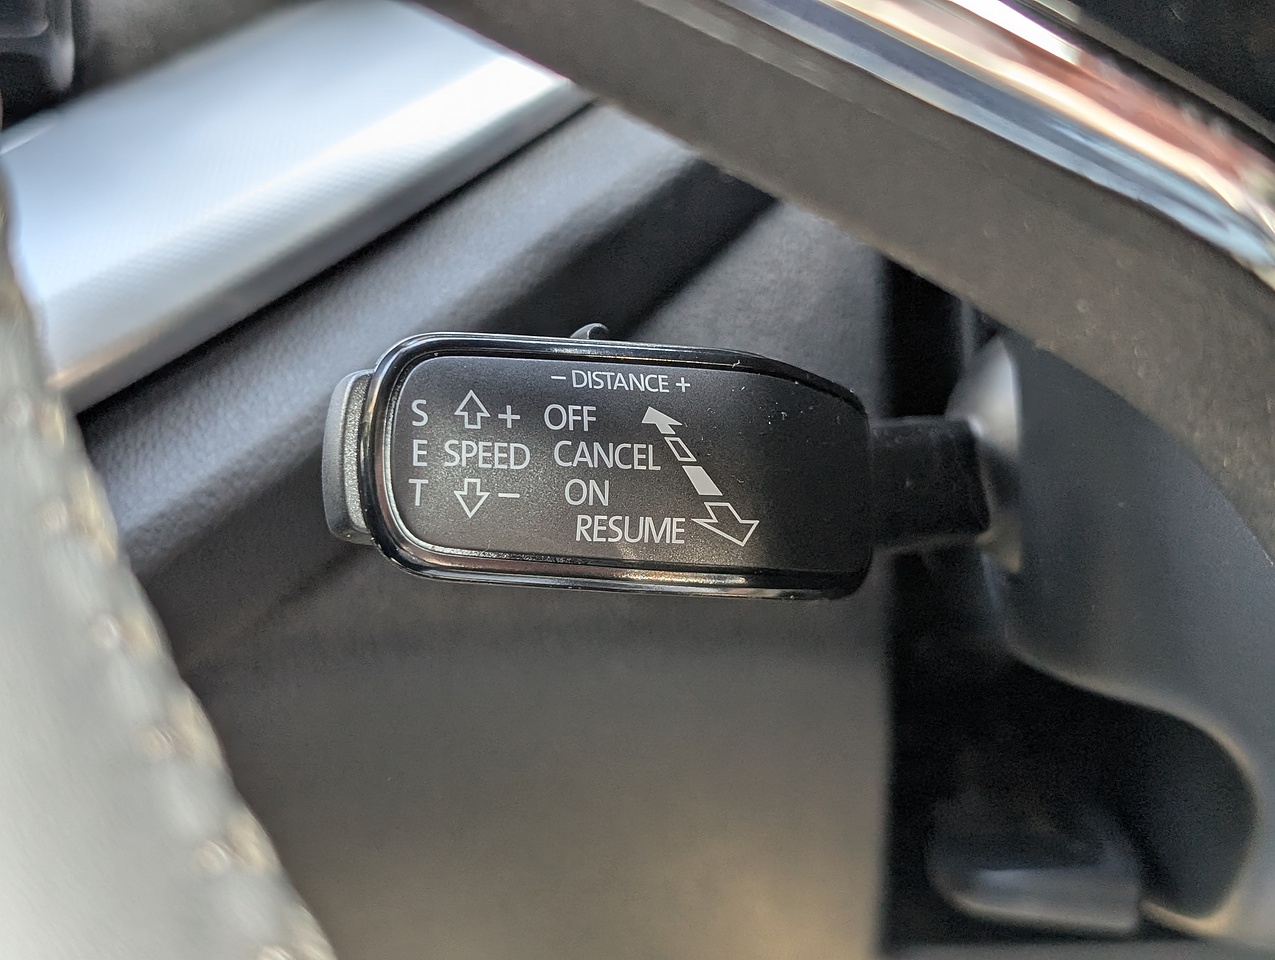 – DISTANCE +
S + OFF
E SPEED CANCEL
T – ON
RESUME